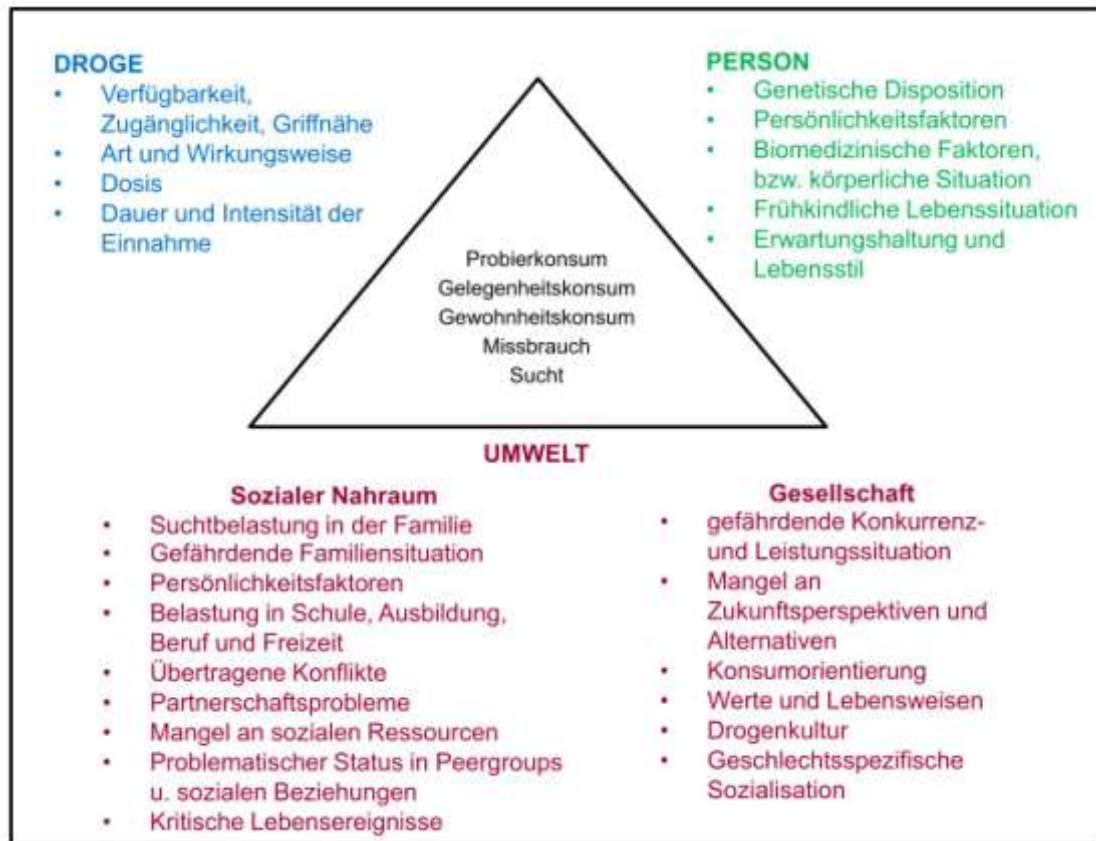 DROGE
• Verfügbarkeit,
Zugänglichkeit, Griffnähe
• Art und Wirkungsweise
• Dosis
• Dauer und Intensität der
Einnahme
PERSON
• Genetische Disposition
• Persönlichkeitsfaktoren
• Biomedizinische Faktoren,
bzw. körperliche Situation
• Frühkindliche Lebenssituation
• Erwartungshaltung und
Lebensstil
Probierkonsum
Gelegenheitskonsum
Gewohnheitskonsum
Missbrauch
Sucht
UMWELT
Sozialer Nahraum
• Suchtbelastung in der Familie
• Gefährdende Familiensituation
• Persönlichkeitsfaktoren
• Belastung in Schule, Ausbildung,
Beruf und Freizeit
• Übertragene Konflikte
• Partnerschaftsprobleme
• Mangel an sozialen Ressourcen
• Problematischer Status in Peergroups
u. sozialen Beziehungen
• Kritische Lebensereignisse
Gesellschaft
• gefährdende Konkurrenz-
und Leistungssituation
• Mangel an
Zukunftsperspektiven und
Alternativen
• Konsumorientierung
• Werte und Lebensweisen
• Drogenkultur
• Geschlechtsspezifische
Sozialisation